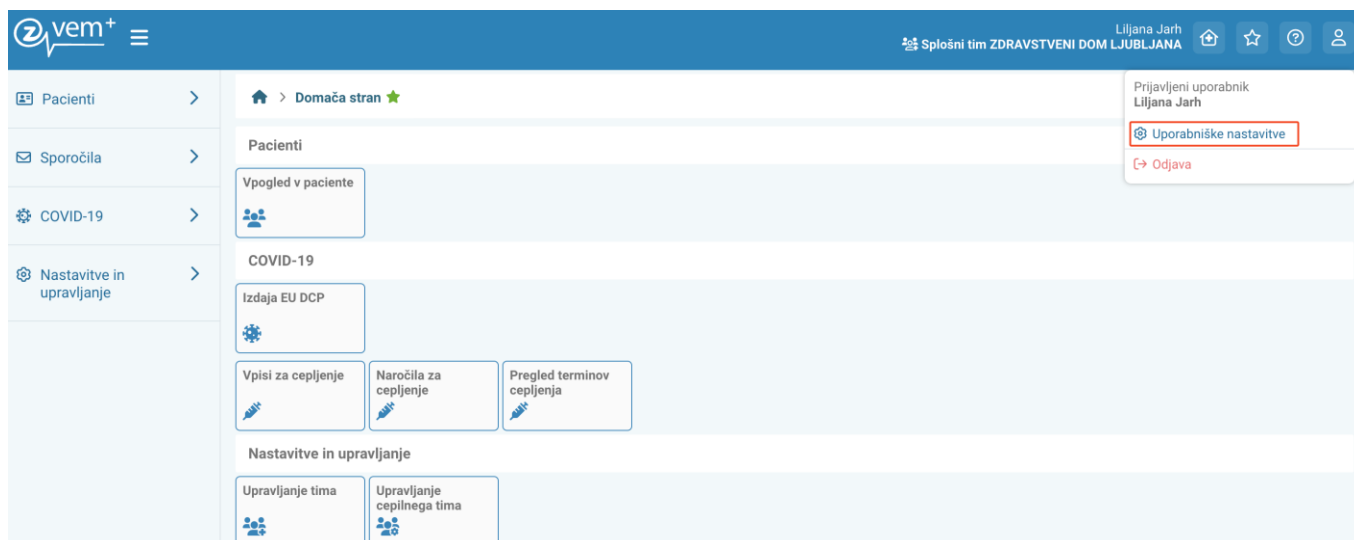 zvem+
Liljana Jarh
Splošni tim ZDRAVSTVENI DOM LJUBLJANA
Prijavljeni uporabnik
Liljana Jarh
Uporabniške nastavitve
Odjava
Pacienti
Sporočila
COVID-19
Nastavitve in
upravljanje
> Domača stran
Pacienti
Vpogled v paciente
COVID-19
Izdaja EU DCP
Vpisi za cepljenje
Naročila za
cepljenje
Pregled terminov
cepljenja
Nastavitve in upravljanje
Upravljanje tima
Upravljanje
cepilnega tima